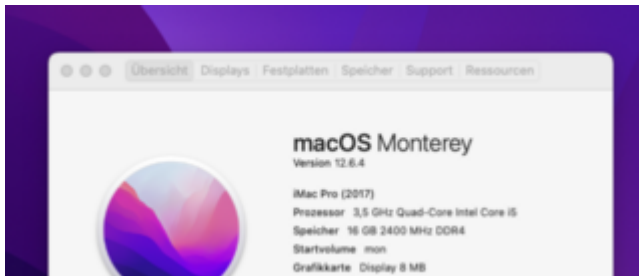 Übersicht Displays Festplatten Speicher Support Ressourcen
macOS Monterey
Version 12.6.4
iMac Pro (2017)
Prozessor 3,5 GHz Quad-Core Intel Core i5
Speicher 16 GB 2400 MHz DDR4
Startvolume mon
Grafikkarte Display 8 MB